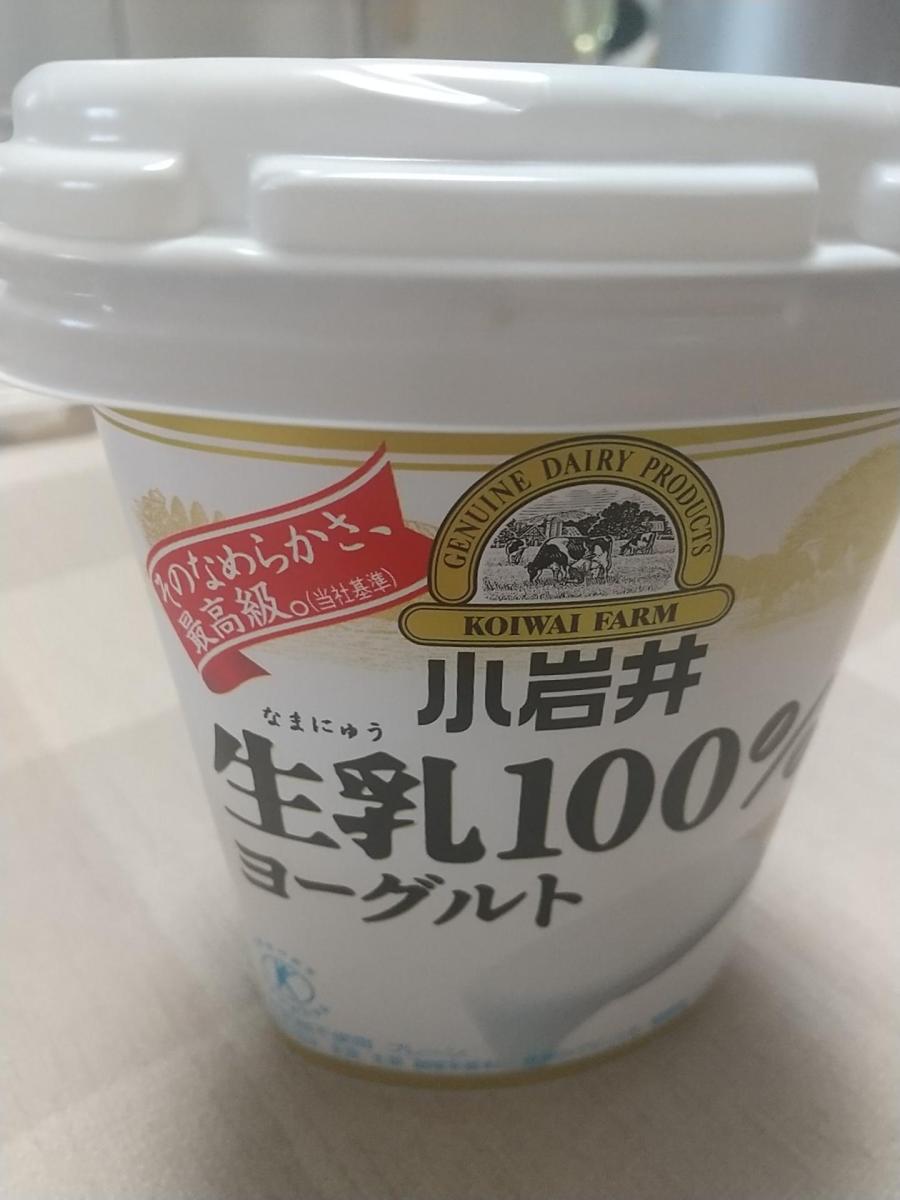 GENUINE DAIRY PRODUCTS
KOIWAI FARM
そのなめらかさ、
最高級。(当社基準)
小岩井
なまにゅう
生乳100%
ヨーグルト